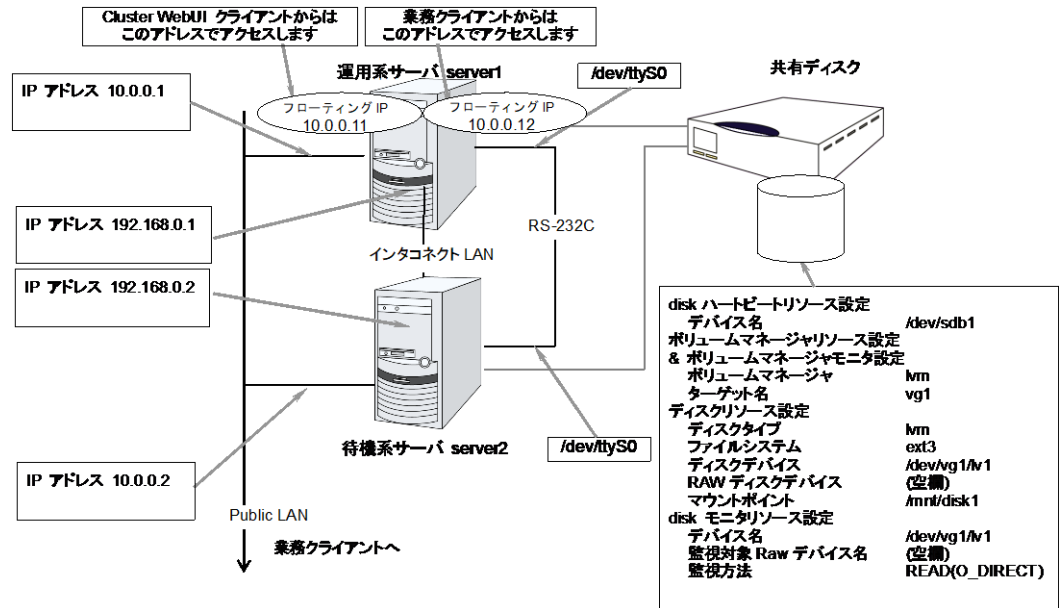 Cluster WebUI クライアントからは
このアドレスでアクセスします
業務クライアントからは
このアドレスでアクセスします
運用系サーバ server1
/dev/ttyS0
共有ディスク
IP アドレス 10.0.0.1
フローティング IP
10.0.0.11
フローティング IP
10.0.0.12
IP アドレス 192.168.0.1
RS-232C
インタコネクト LAN
IP アドレス 192.168.0.2
disk ハートビートリソース設定
デバイス名 /dev/sdb1
ボリュームマネージャリソース設定
& ボリュームマネージャモニタ設定
ボリュームマネージャ lvm
ターゲット名 vg1
ディスクリソース設定
ディスクタイプ lvm
ファイルシステム ext3
ディスクデバイス /dev/vg1/lv1
RAW ディスクデバイス (空欄)
マウントポイント /mnt/disk1
disk モニタリソース設定
デバイス名 /dev/vg1/lv1
監視対象 Raw デバイス名 (空欄)
監視方法 READ(O_DIRECT)
待機系サーバ server2
/dev/ttyS0
IP アドレス 10.0.0.2
Public LAN
業務クライアントへ